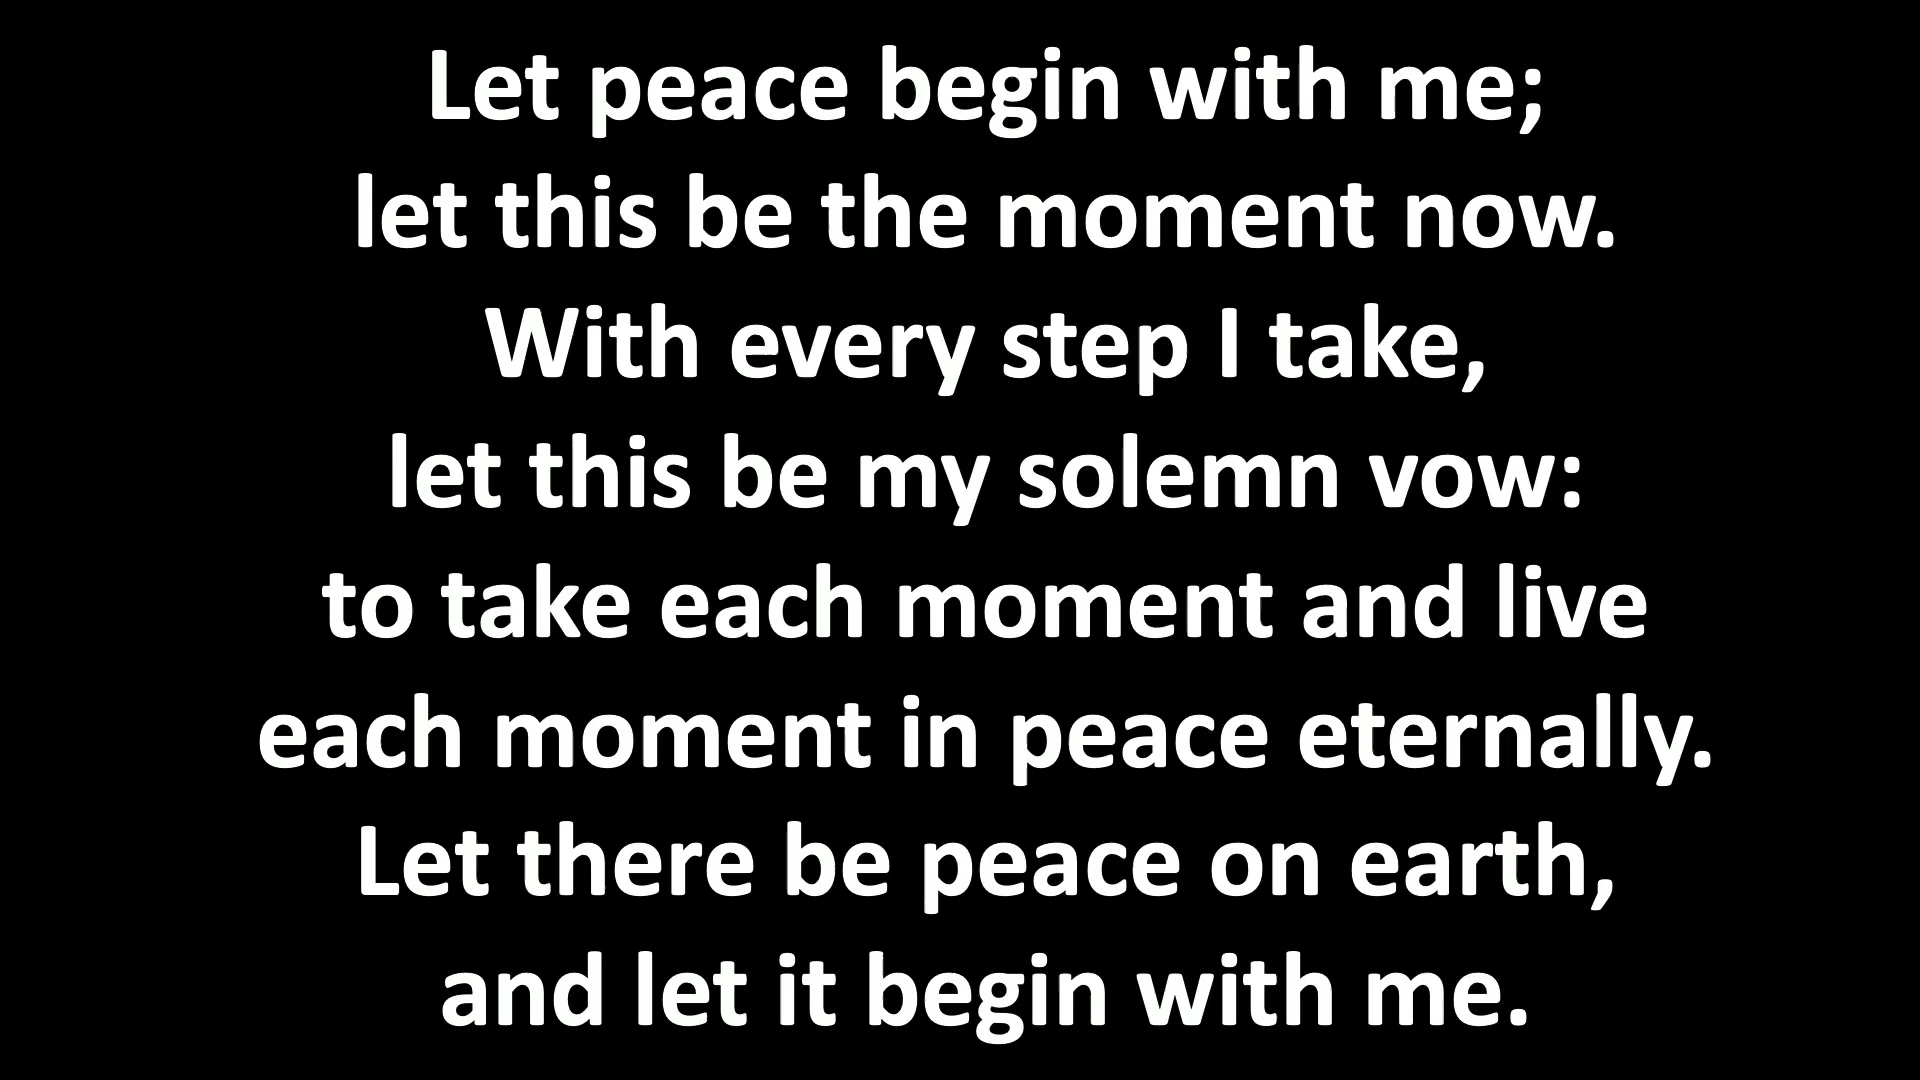 Let peace begin with me;
let this be the moment now.
With every step I take,
let this be my solemn vow:
to take each moment and live
each moment in peace eternally.
Let there be peace on earth,
and let it begin with me.